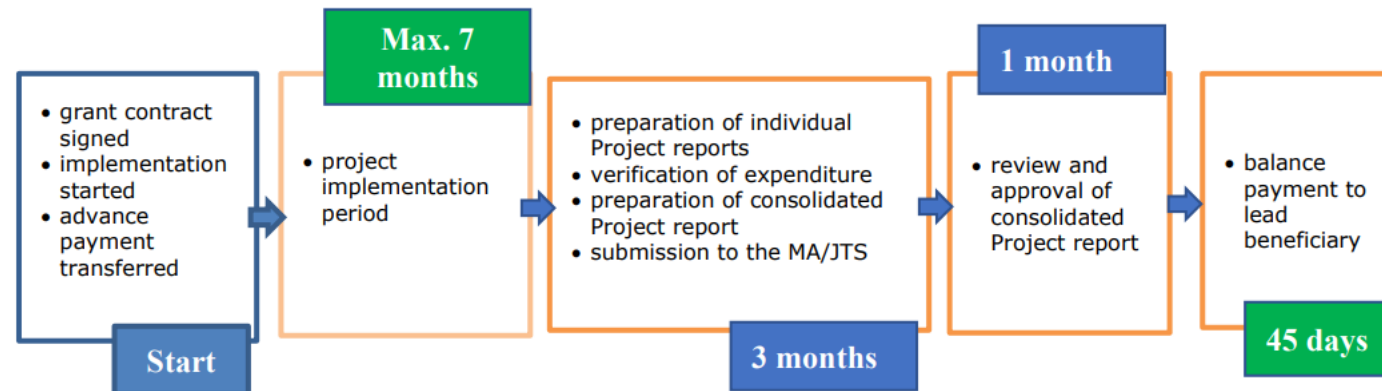 • grant contract
signed
• implementation
started
• advance
payment
transferred
Start
Max. 7
months
• project
implementation
period
• preparation of individual
Project reports
• verification of expenditure
• preparation of consolidated
Project report
• submission to the MA/JTS
3 months
1 month
• review and
approval of
consolidated
Project report
• balance
payment to
lead
beneficiary
45 days